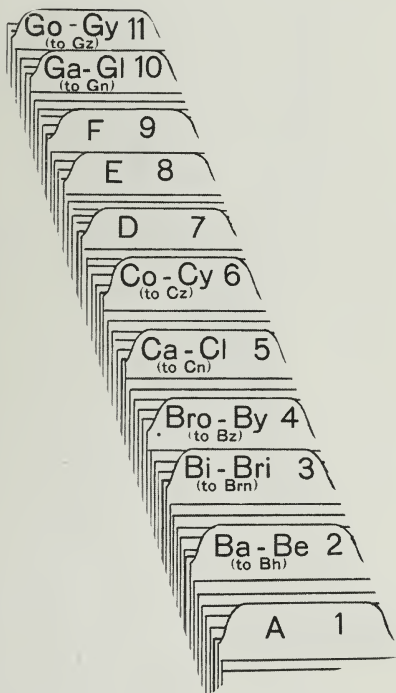 Go - Gy 11
(to Gz)
Ga - Gl 10
(to Gn)
F 9
E 8
D 7
Co - Cy 6
(to Cz)
Ca - Cl 5
(to Cn)
Bro - By 4
(to Bz)
Bi - Bri 3
(to Brn)
Ba - Be 2
(to Bh)
A 1